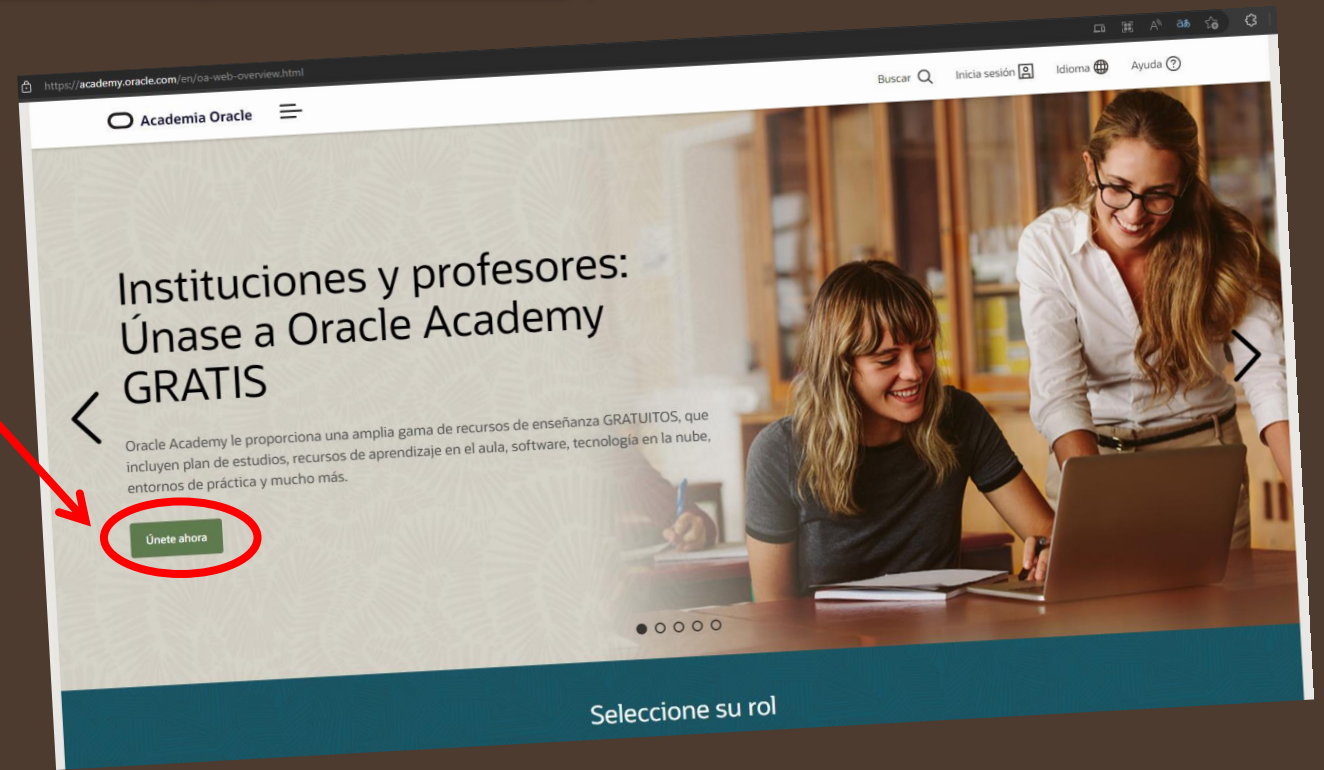 https://academy.oracle.com/en/oa-web-overview.html
Academia Oracle
Buscar
Inicia sesión
Idioma
Ayuda
Instituciones y profesores:
Únase a Oracle Academy
GRATIS
Oracle Academy le proporciona una amplia gama de recursos de enseñanza GRATUITOS, que
incluyen plan de estudios, recursos de aprendizaje en el aula, software, tecnología en la nube,
entornos de práctica y mucho más.
Únete ahora
Seleccione su rol